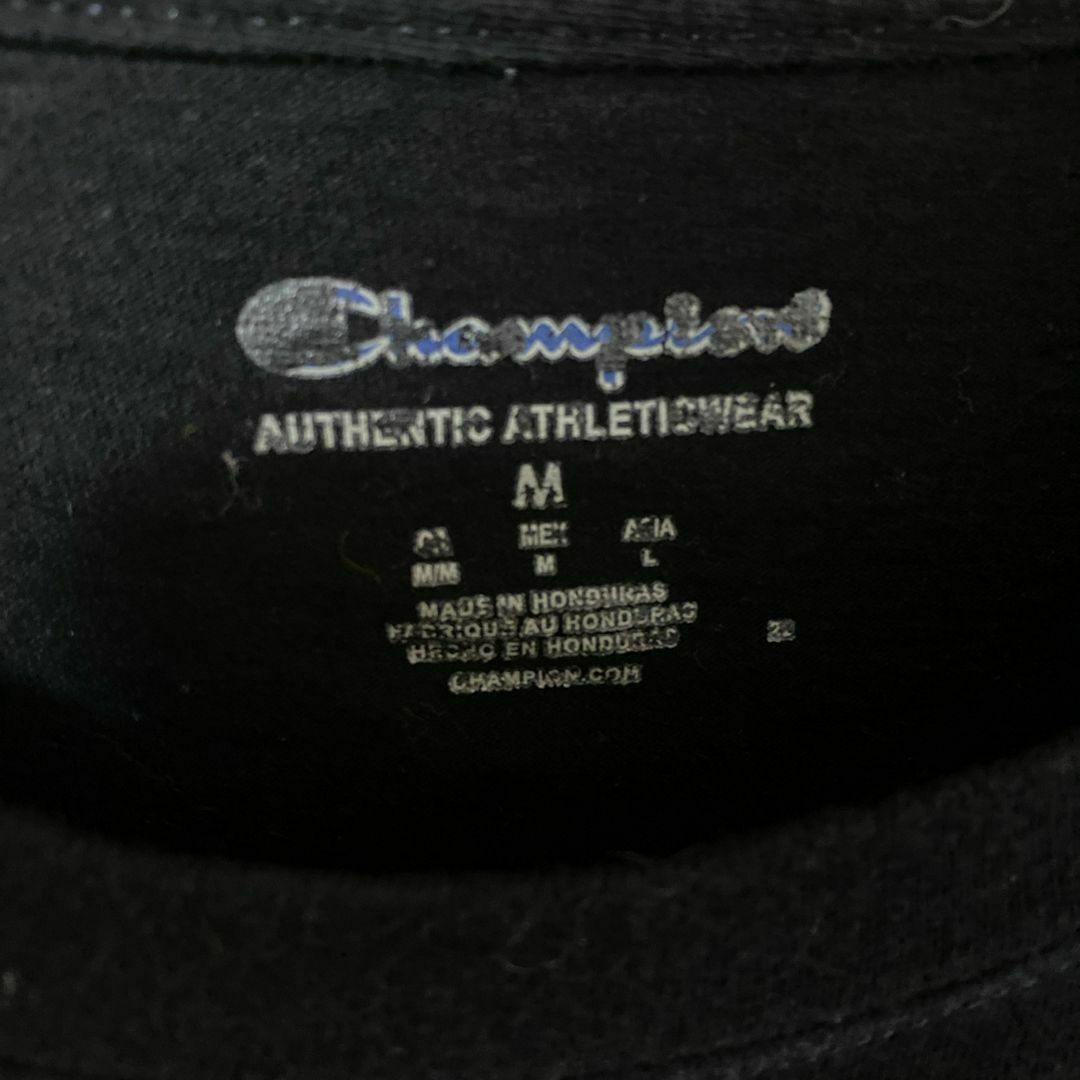 Champion
AUTHENTIC ATHLETICWEAR
M
CA MEX ASIA
M/M M L
MADE IN HONDURAS
FABRIQUÉ AU HONDURAS
HECHO EN HONDURAS
CHAMPION.COM